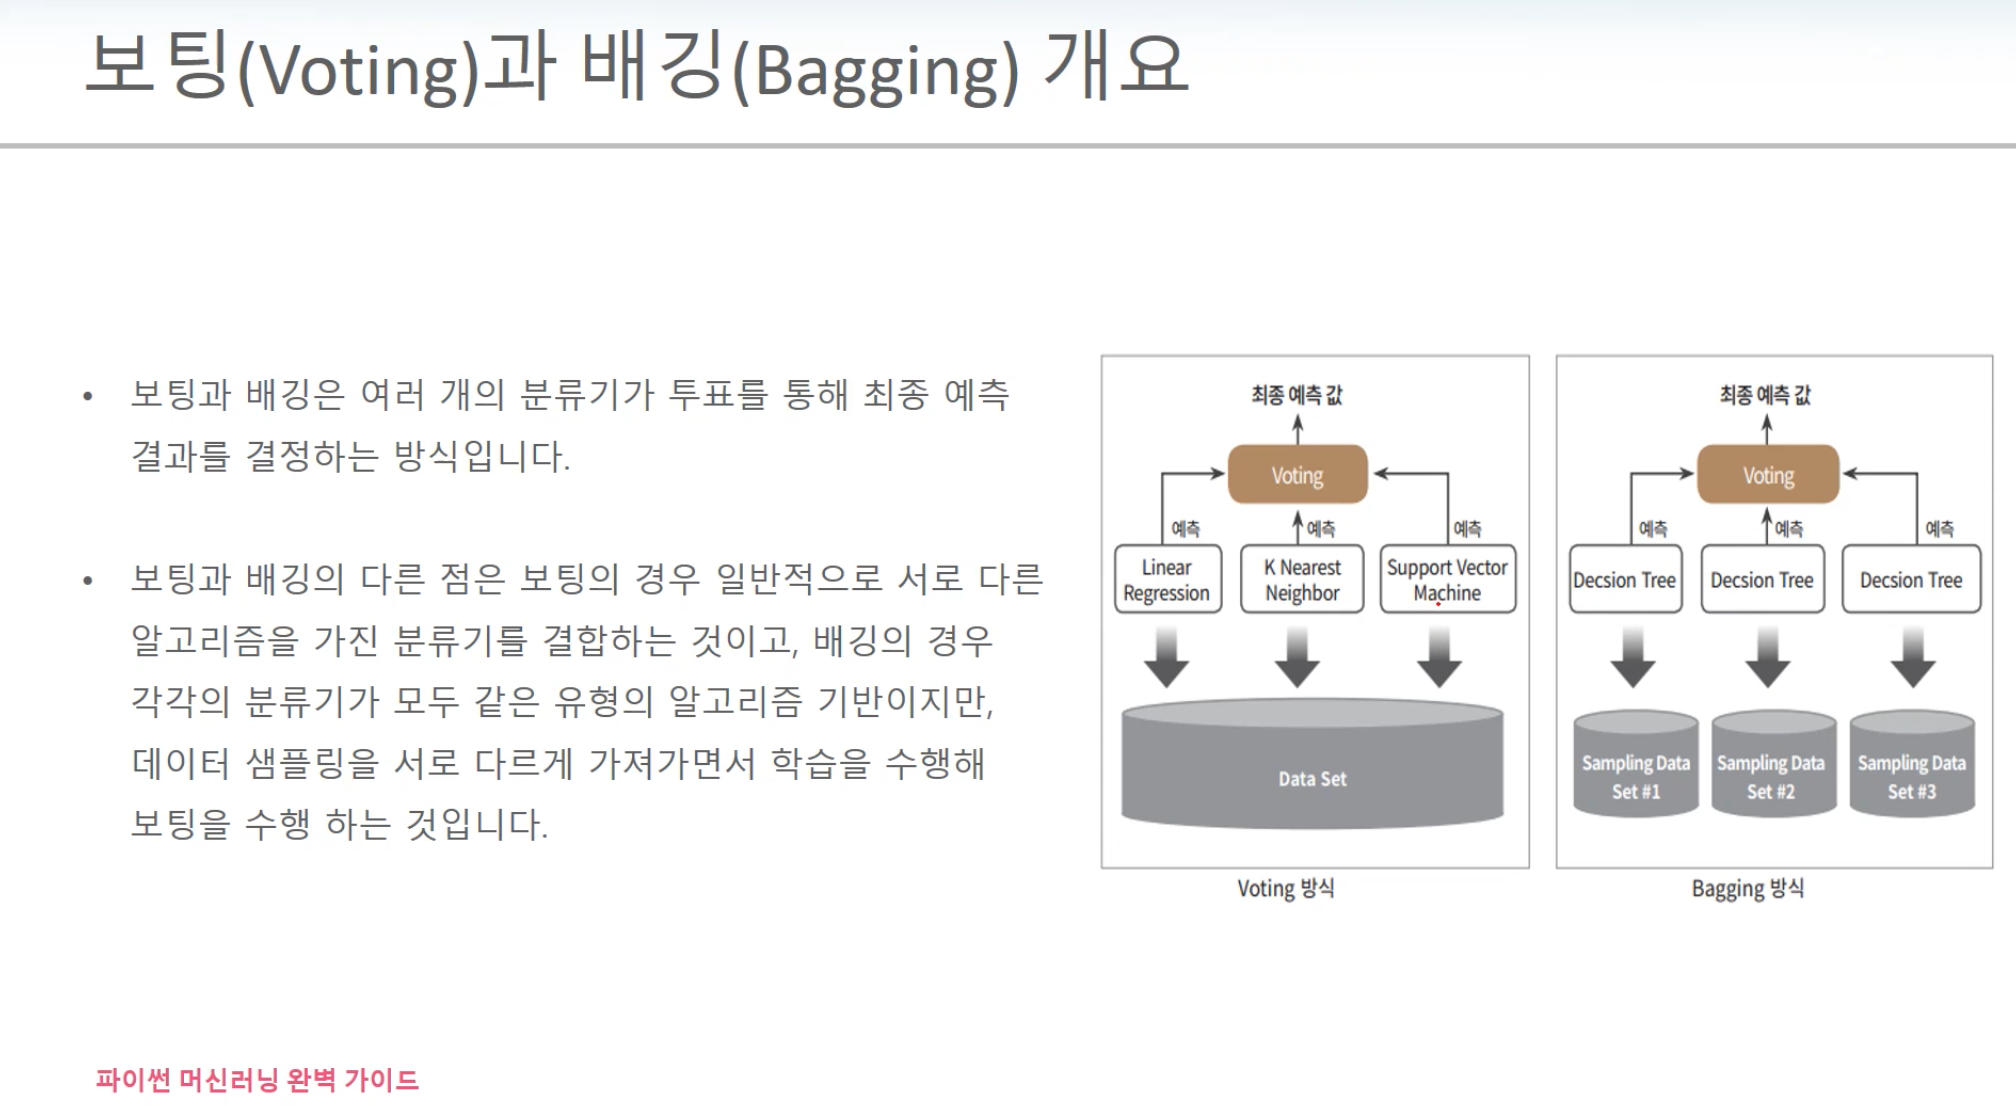 보팅(Voting)과 배깅(Bagging) 개요
• 보팅과 배깅은 여러 개의 분류기가 투표를 통해 최종 예측
결과를 결정하는 방식입니다.
• 보팅과 배깅의 다른 점은 보팅의 경우 일반적으로 서로 다른
알고리즘을 가진 분류기를 결합하는 것이고, 배깅의 경우
각각의 분류기가 모두 같은 유형의 알고리즘 기반이지만,
데이터 샘플링을 서로 다르게 가져가면서 학습을 수행해
보팅을 수행 하는 것입니다.
최종 예측 값
Voting
예측 예측 예측
Linear
Regression
K Nearest
Neighbor
Support Vector
Machine
Data Set
Voting 방식
최종 예측 값
Voting
예측 예측 예측
Decsion Tree
Decsion Tree
Decsion Tree
Sampling Data
Set #1
Sampling Data
Set #2
Sampling Data
Set #3
Bagging 방식
파이썬 머신러닝 완벽 가이드